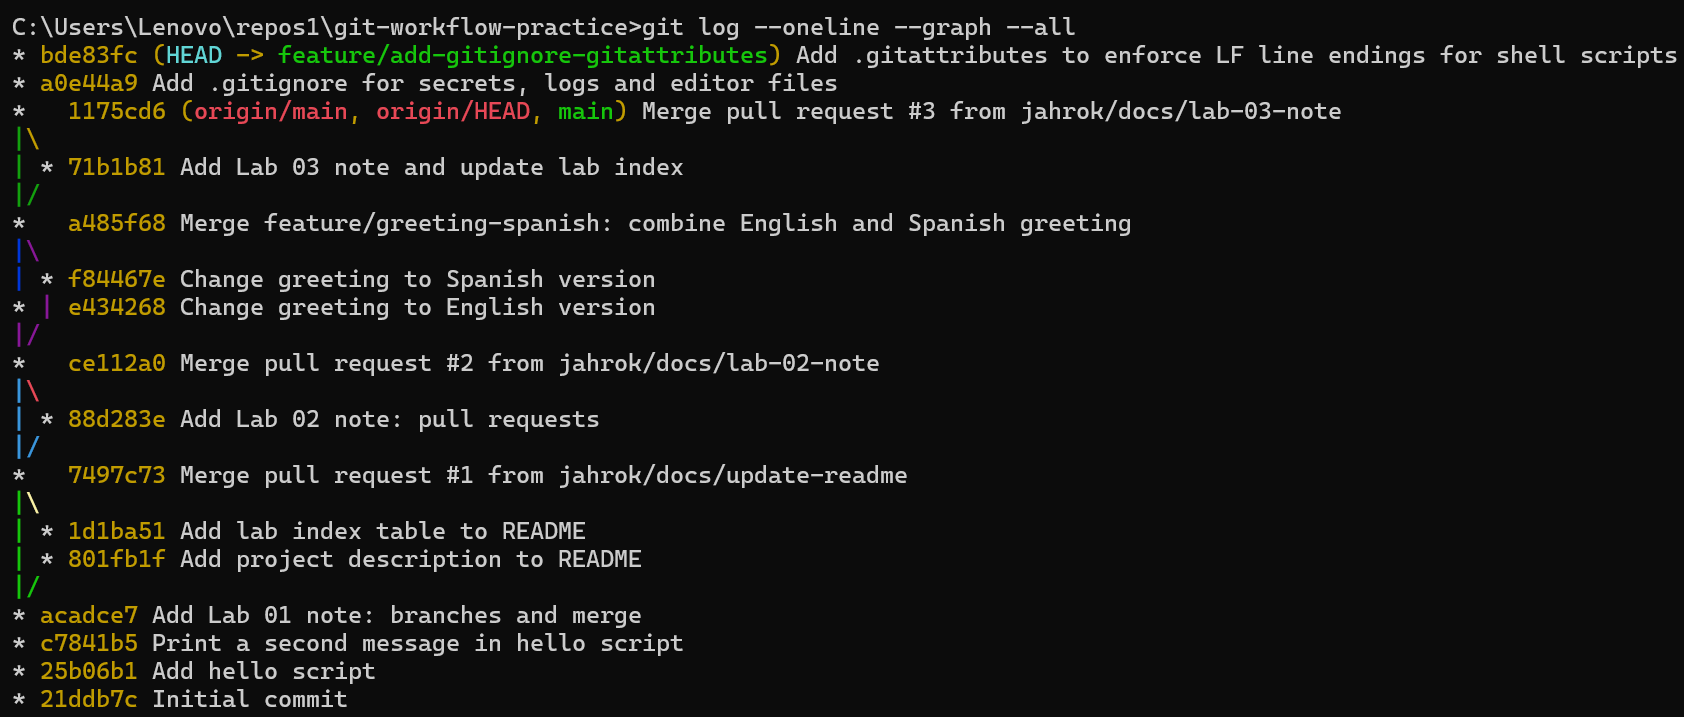 C:\Users\Lenovo\repos1\git-workflow-practice>git log --oneline --graph --all
* bde83fc (HEAD -> feature/add-gitignore-gitattributes) Add .gitattributes to enforce LF line endings for shell scripts
* a0e44a9 Add .gitignore for secrets, logs and editor files
*   1175cd6 (origin/main, origin/HEAD, main) Merge pull request #3 from jahrok/docs/lab-03-note
|\
| * 71b1b81 Add Lab 03 note and update lab index
|/
*   a485f68 Merge feature/greeting-spanish: combine English and Spanish greeting
|\
| * f84467e Change greeting to Spanish version
* | e434268 Change greeting to English version
|/
*   ce112a0 Merge pull request #2 from jahrok/docs/lab-02-note
|\
| * 88d283e Add Lab 02 note: pull requests
|/
*   7497c73 Merge pull request #1 from jahrok/docs/update-readme
|\
| * 1d1ba51 Add lab index table to README
| * 801fb1f Add project description to README
|/
* acadce7 Add Lab 01 note: branches and merge
* c7841b5 Print a second message in hello script
* 25b06b1 Add hello script
* 21ddb7c Initial commit